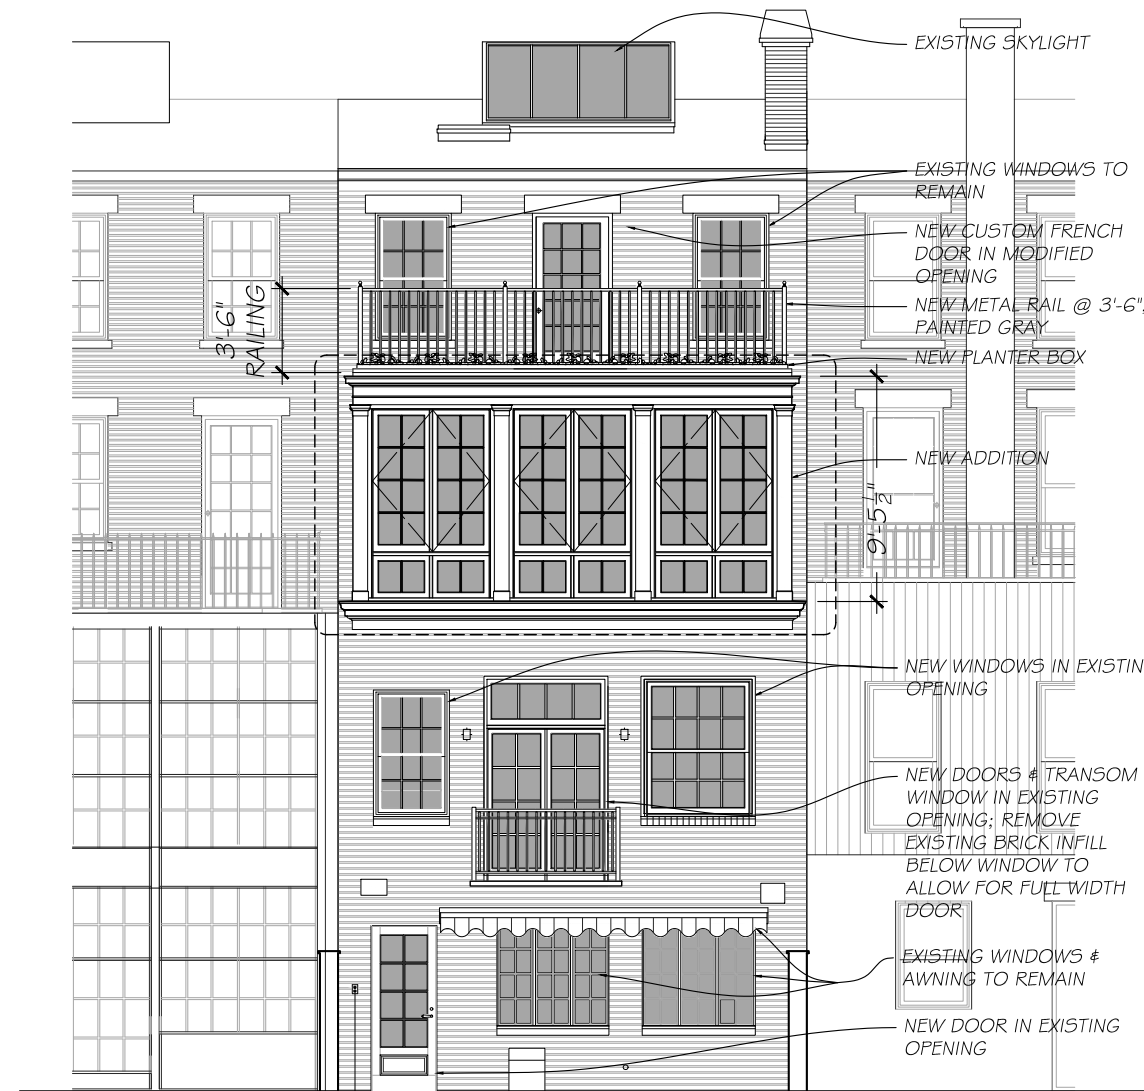 EXISTING SKYLIGHT
EXISTING WINDOWS TO
REMAIN
NEW CUSTOM FRENCH
DOOR IN MODIFIED
OPENING
NEW METAL RAIL @ 3'-6",
PAINTED GRAY
NEW PLANTER BOX
3'-6"
RAILING
NEW ADDITION
9'-5 1/2"
NEW WINDOWS IN EXISTIN
OPENING
NEW DOORS & TRANSOM
WINDOW IN EXISTING
OPENING; REMOVE
EXISTING BRICK INFILL
BELOW WINDOW TO
ALLOW FOR FULL WIDTH
DOOR
EXISTING WINDOWS &
AWNING TO REMAIN
NEW DOOR IN EXISTING
OPENING